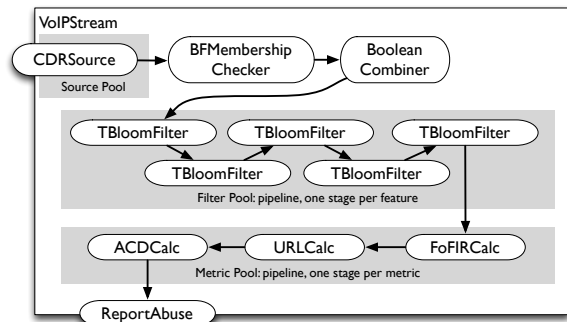 VoIPStream
CDRSource
Source Pool
BFMembership
Checker
Boolean
Combiner
TBloomFilter
TBloomFilter
TBloomFilter
TBloomFilter
TBloomFilter
Filter Pool: pipeline, one stage per feature
ACDCalc
URLCalc
FoFIRCalc
Metric Pool: pipeline, one stage per metric
ReportAbuse